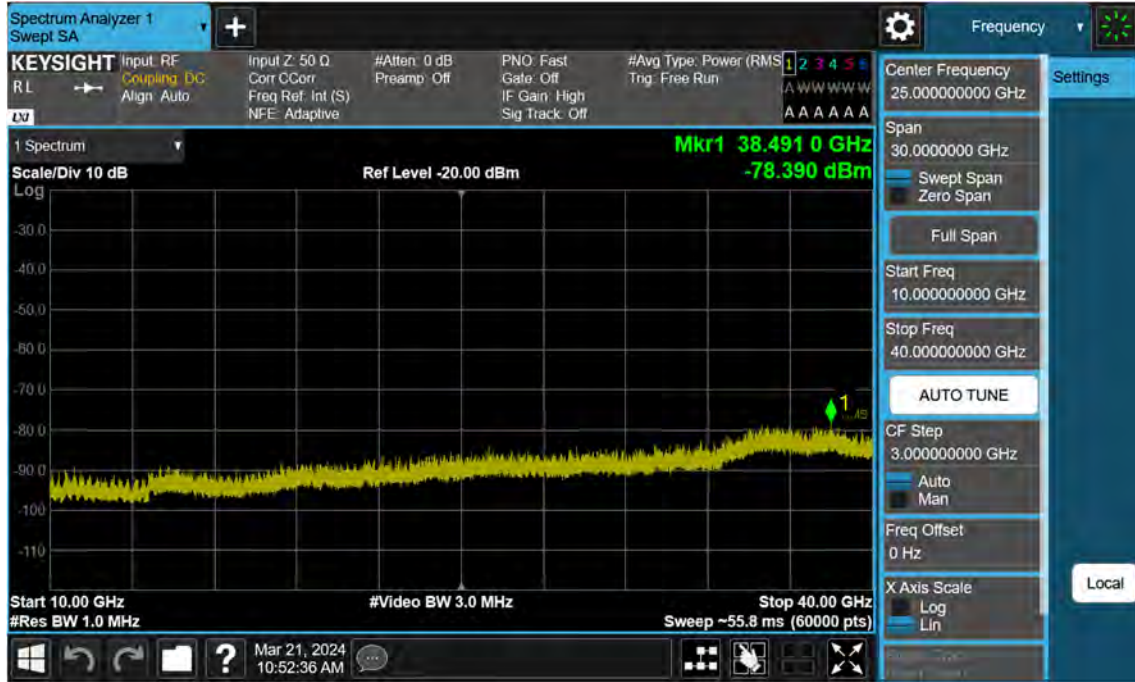 Spectrum Analyzer 1
Swept SA
+
Frequency
KEYSIGHT
RL
LXI
Input: RF
Coupling: DC
Align: Auto
Input Z: 50 Ω
Corr CCorr
Freq Ref: Int (S)
NFE: Adaptive
#Atten: 0 dB
Preamp: Off
PNO: Fast
Gate: Off
IF Gain: High
Sig Track: Off
#Avg Type: Power (RMS
Trig: Free Run
1 2 3 4 5 6
A W W W W W
A A A A A A
1 Spectrum
Scale/Div 10 dB
Log
Ref Level -20.00 dBm
Mkr1 38.491 0 GHz
-78.390 dBm
-30.0
-40.0
-50.0
-60.0
-70.0
-80.0
-90.0
-100
-110
1
Start 10.00 GHz
#Res BW 1.0 MHz
#Video BW 3.0 MHz
Stop 40.00 GHz
Sweep ~55.8 ms (60000 pts)
?
Mar 21, 2024
10:52:36 AM
Center Frequency
25.000000000 GHz
Span
30.0000000 GHz
Swept Span
Zero Span
Full Span
Start Freq
10.000000000 GHz
Stop Freq
40.000000000 GHz
AUTO TUNE
CF Step
3.000000000 GHz
Auto
Man
Freq Offset
0 Hz
X Axis Scale
Log
Lin
Settings
Local